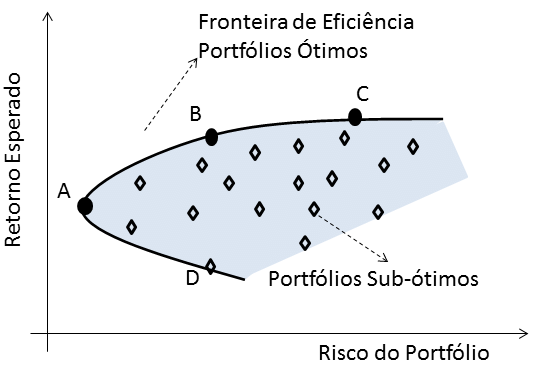 Fronteira de Eficiência
Portfólios Ótimos
C
B
A
D
Retorno Esperado
Portfólios Sub-ótimos
Risco do Portfólio